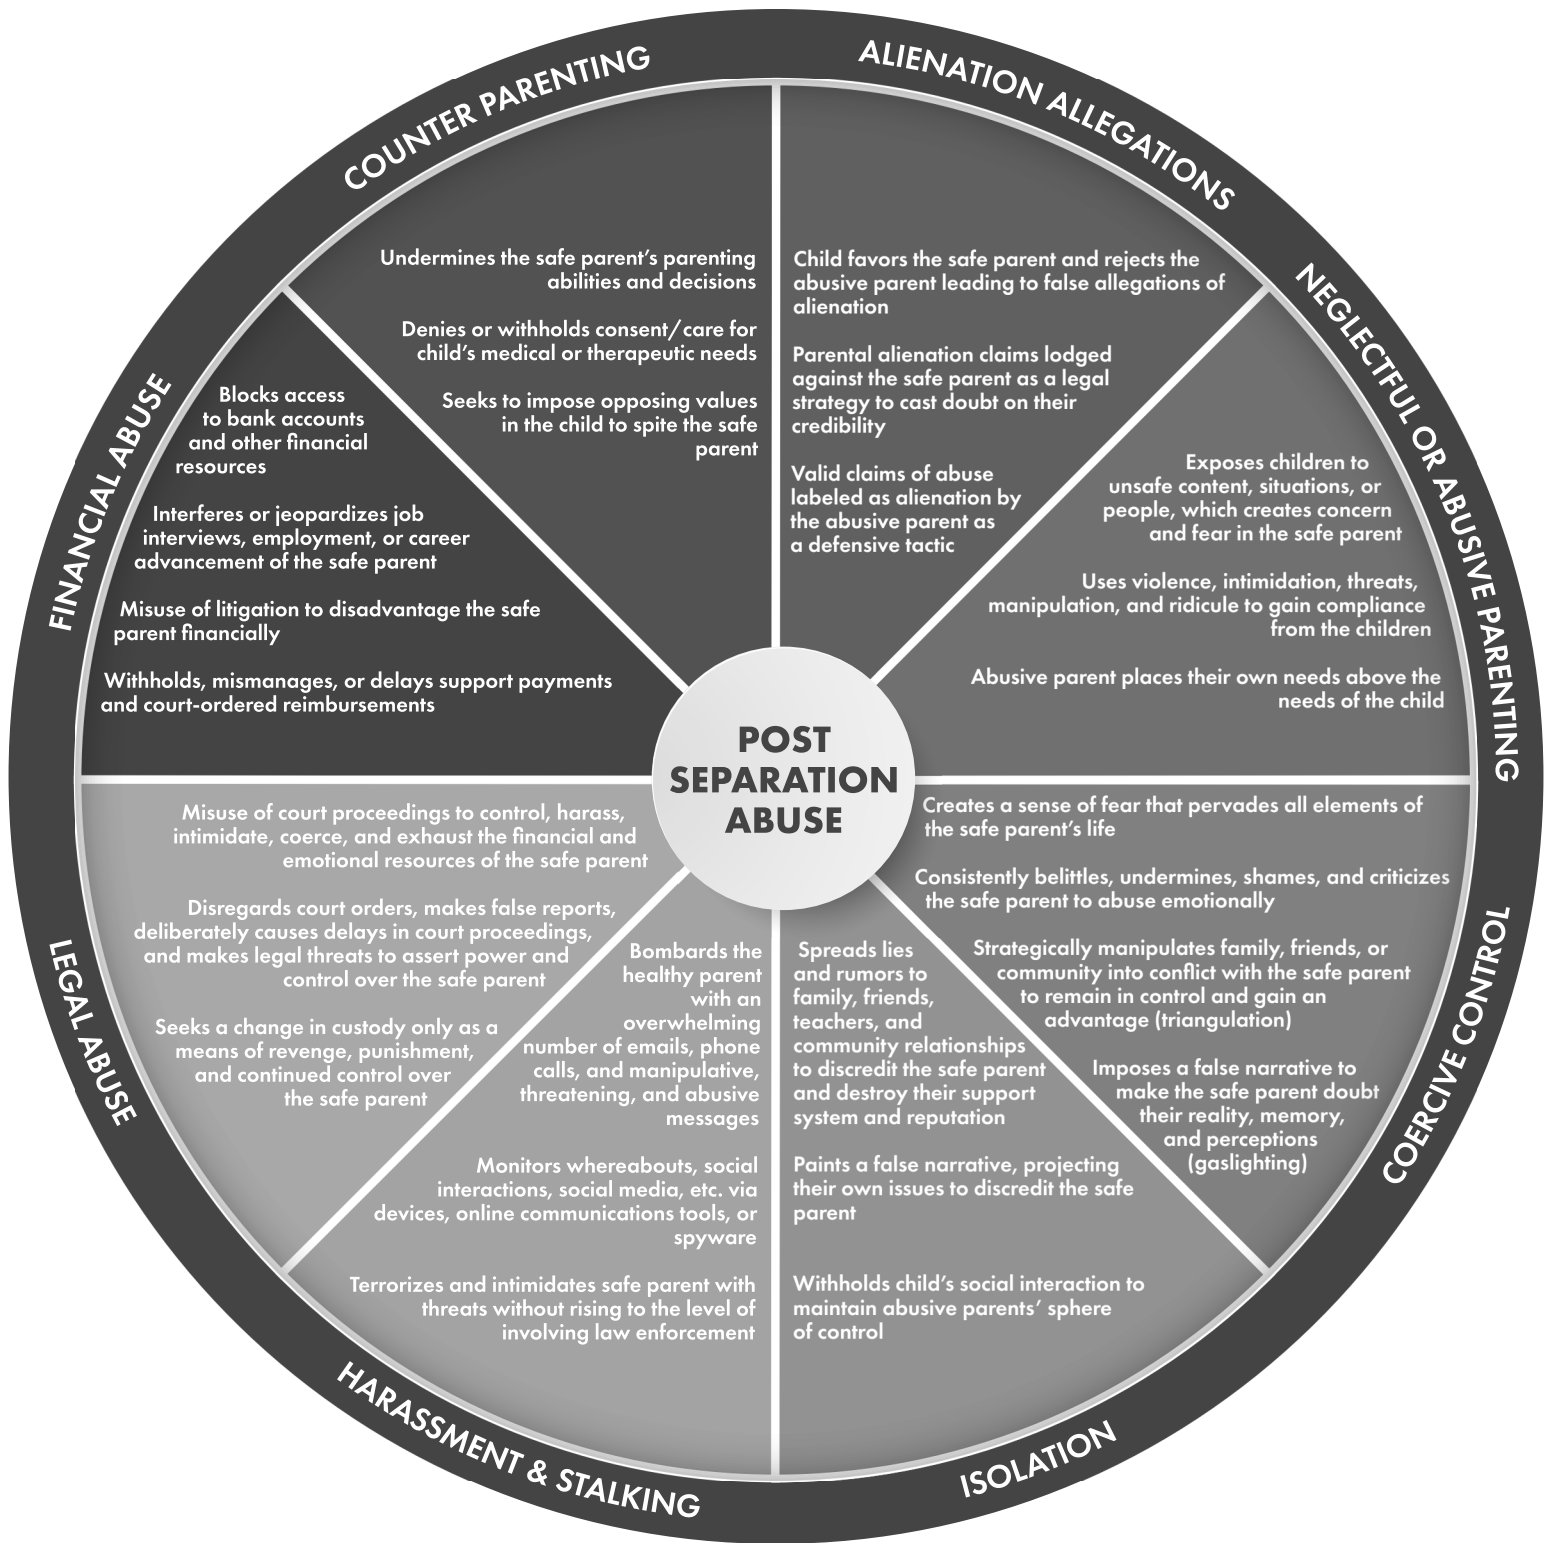 POST
SEPARATION
ABUSE
ALIENATION ALLEGATIONS
Child favors the safe parent and rejects the
abusive parent leading to false allegations of
alienation
Parental alienation claims lodged
against the safe parent as a legal
strategy to cast doubt on their
credibility
Valid claims of abuse
labeled as alienation by
the abusive parent as
a defensive tactic
NEGLECTFUL OR ABUSIVE PARENTING
Exposes children to
unsafe content, situations, or
people, which creates concern
and fear in the safe parent
Uses violence, intimidation, threats,
manipulation, and ridicule to gain compliance
from the children
Abusive parent places their own needs above the
needs of the child
COERCIVE CONTROL
Creates a sense of fear that pervades all elements of
the safe parent's life
Consistently belittles, undermines, shames, and criticizes
the safe parent to abuse emotionally
Strategically manipulates family, friends, or
community into conflict with the safe parent
to remain in control and gain an
advantage (triangulation)
Imposes a false narrative to
make the safe parent doubt
their reality, memory,
and perceptions
(gaslighting)
ISOLATION
Spreads lies
and rumors to
family, friends,
teachers, and
community relationships
to discredit the safe parent
and destroy their support
system and reputation
Paints a false narrative, projecting
their own issues to discredit the safe
parent
Withholds child's social interaction to
maintain abusive parents' sphere
of control
HARASSMENT & STALKING
Bombards the
healthy parent
with an
overwhelming
number of emails, phone
calls, and manipulative,
threatening, and abusive
messages
Monitors whereabouts, social
interactions, social media, etc. via
devices, online communications tools, or
spyware
Terrorizes and intimidates safe parent with
threats without rising to the level of
involving law enforcement
LEGAL ABUSE
Misuse of court proceedings to control, harass,
intimidate, coerce, and exhaust the financial and
emotional resources of the safe parent
Disregards court orders, makes false reports,
deliberately causes delays in court proceedings,
and makes legal threats to assert power and
control over the safe parent
Seeks a change in custody only as a
means of revenge, punishment,
and continued control over
the safe parent
FINANCIAL ABUSE
Blocks access
to bank accounts
and other financial
resources
Interferes or jeopardizes job
interviews, employment, or career
advancement of the safe parent
Misuse of litigation to disadvantage the safe
parent financially
Withholds, mismanages, or delays support payments
and court-ordered reimbursements
COUNTER PARENTING
Undermines the safe parent's parenting
abilities and decisions
Denies or withholds consent/care for
child's medical or therapeutic needs
Seeks to impose opposing values
in the child to spite the safe
parent